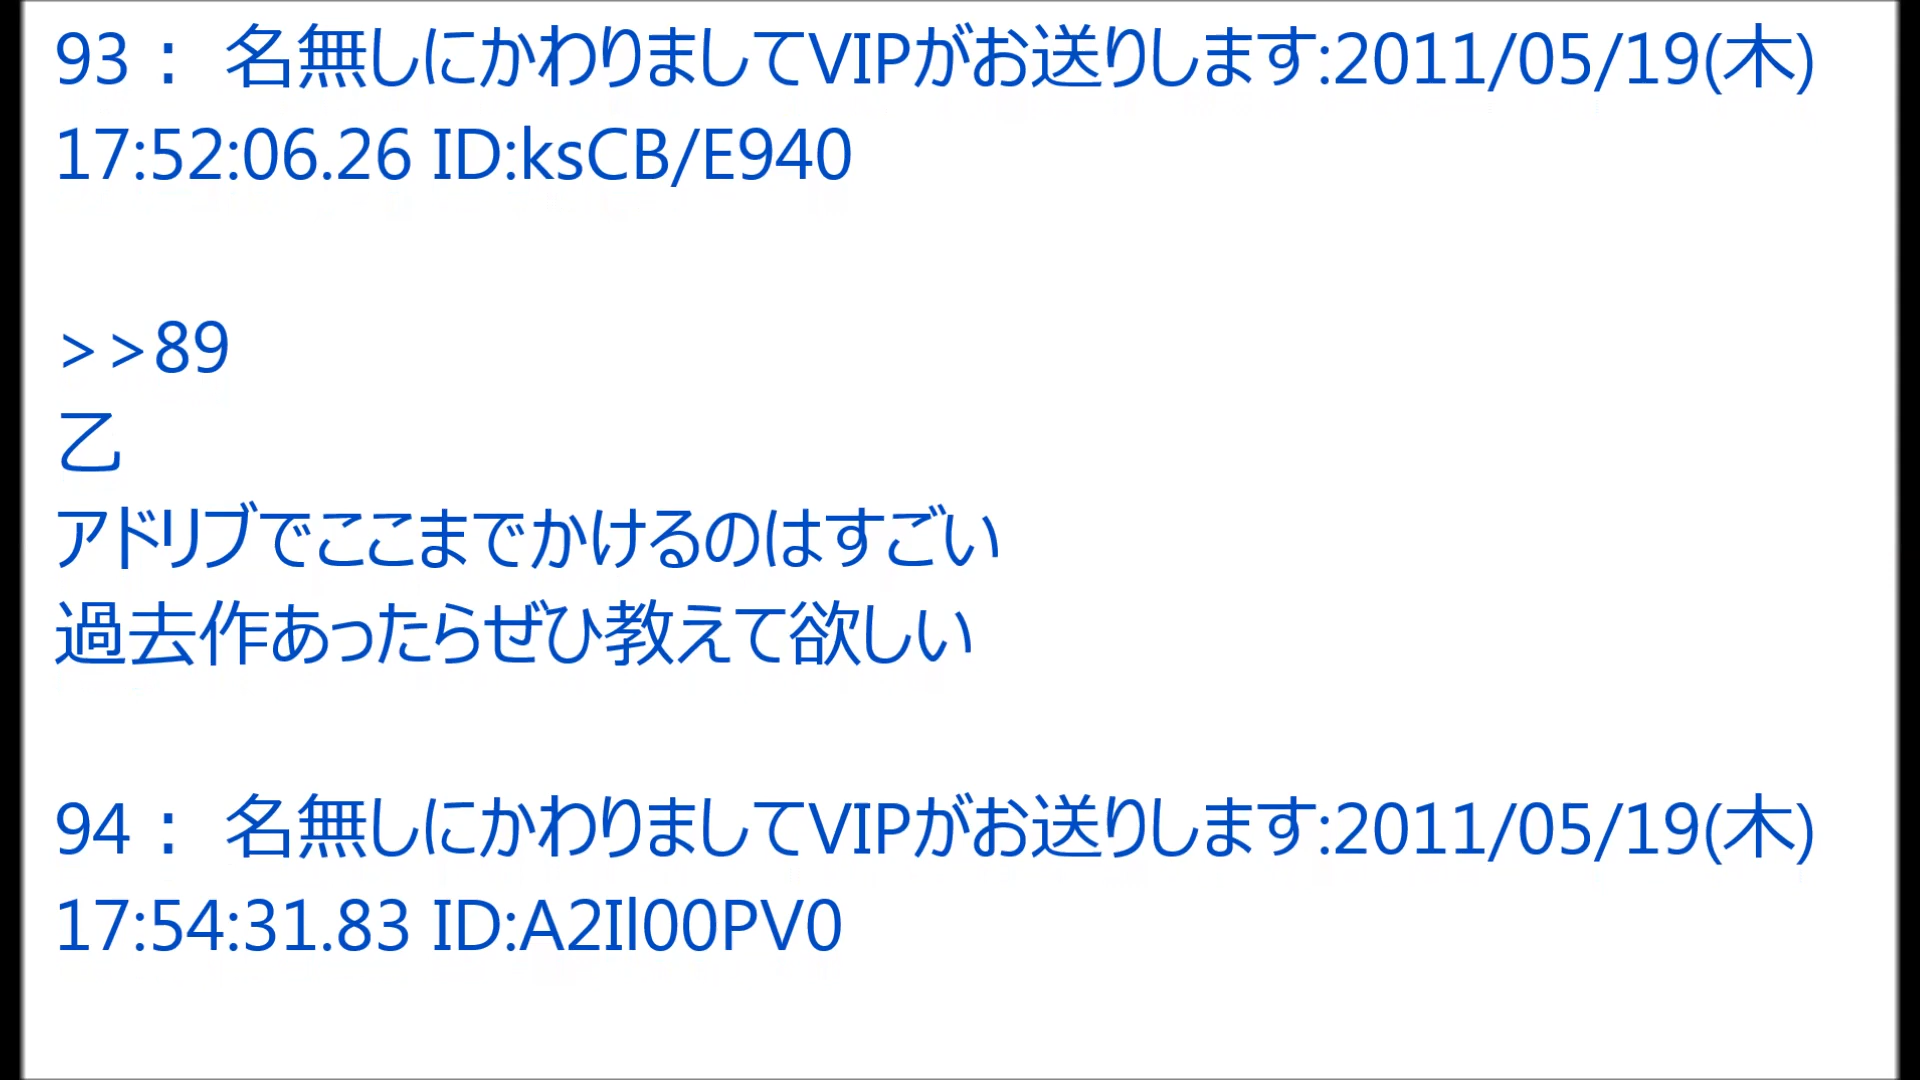 93： 名無しにかわりましてVIPがお送りします:2011/05/19(木)
17:52:06.26 ID:ksCB/E940
>>89
乙
アドリブでここまでかけるのはすごい
過去作あったらぜひ教えて欲しい
94： 名無しにかわりましてVIPがお送りします:2011/05/19(木)
17:54:31.83 ID:A2Il00PV0